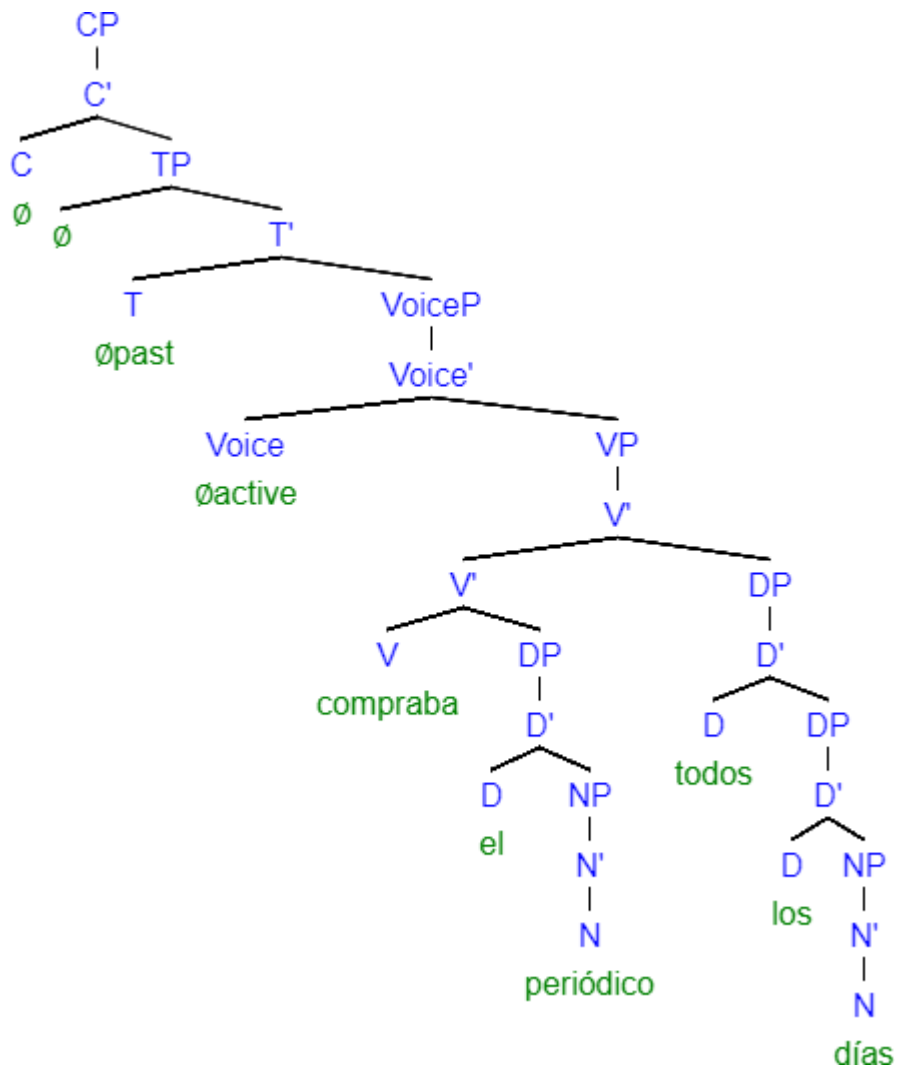 CP
C'
C TP
Ø Ø T'
T VoiceP
Øpast
Voice'
Voice VP
Øactive
V'
V' DP
V DP D'
compraba D' D DP
todos
D NP D'
el
N' D NP
los
N N'
periódico
N
días